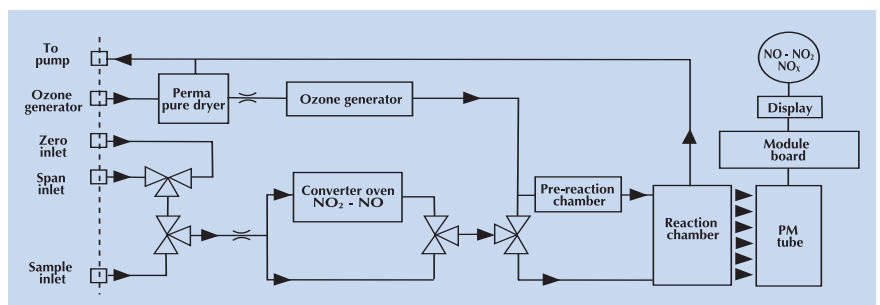 To
pump
Ozone
generator
Zero
inlet
Span
inlet
Sample
inlet
Perma
pure dryer
Ozone generator
Converter oven
NO₂ - NO
Pre-reaction
chamber
Reaction
chamber
NO - NO₂
NOₓ
Display
Module
board
PM
tube